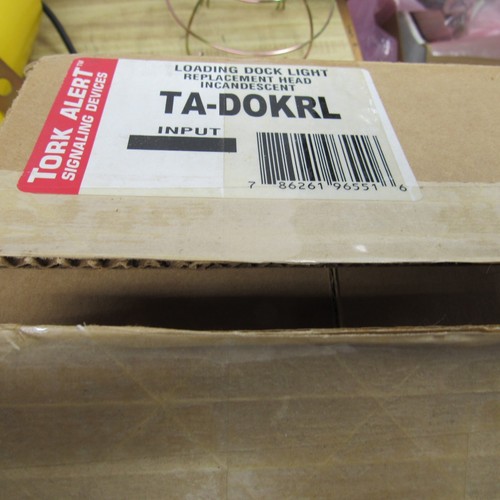 TORK ALERT™
SIGNALING DEVICES
LOADING DOCK LIGHT
REPLACEMENT HEAD
INCANDESCENT
TA-DOKRL
INPUT
7 86261 96551 6